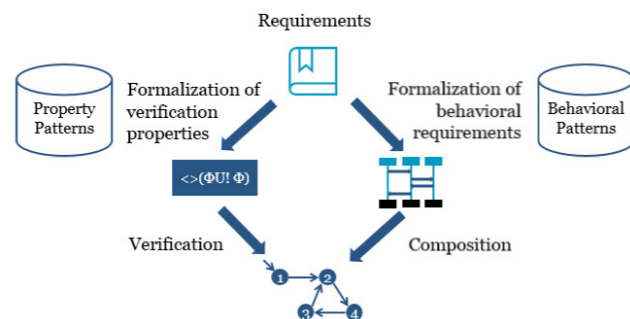 Requirements
Property
Patterns
Formalization of
verification
properties
Formalization of
behavioral
requirements
Behavioral
Patterns
<>(ΦU! Φ)
Verification
Composition
1
2
3
4